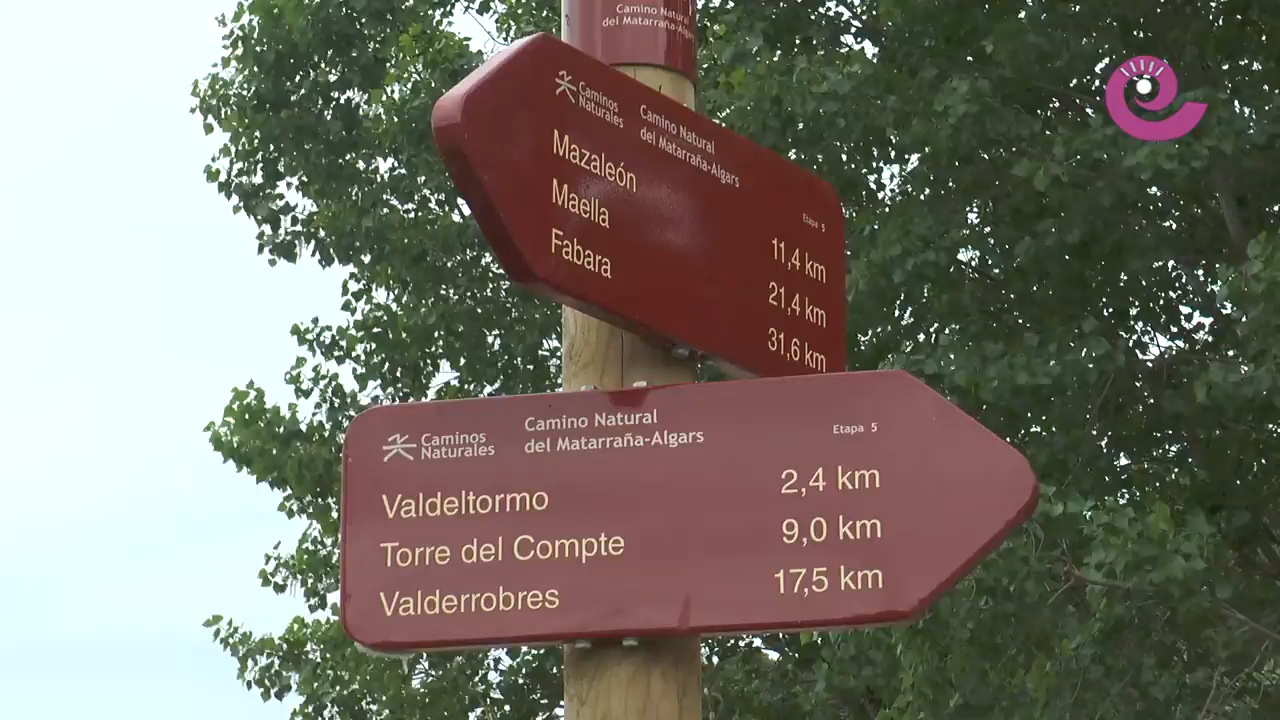 Camino Natural
del Matarraña-Algars
Caminos
Naturales
Camino Natural
del Matarraña-Algars
Etapa 5
Mazaleón 11,4 km
Maella 21,4 km
Fabara 31,6 km
Caminos
Naturales
Camino Natural
del Matarraña-Algars
Etapa 5
Valdeltormo 2,4 km
Torre del Compte 9,0 km
Valderrobres 17,5 km